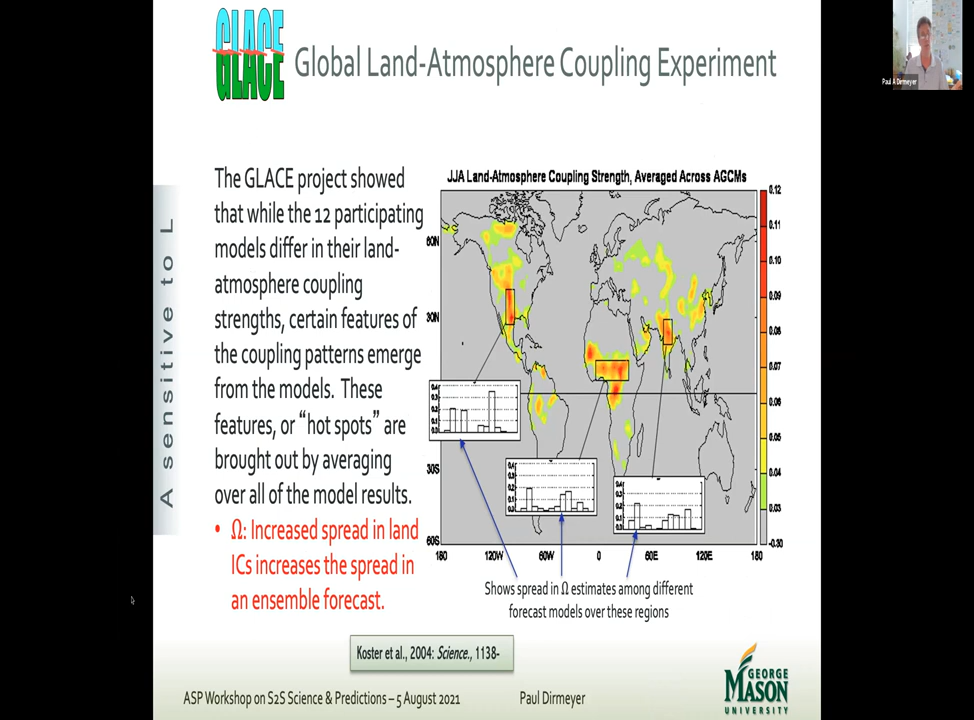 GLACE Global Land-Atmosphere Coupling Experiment
Paul A Dirmeyer
A sensitive to L
The GLACE project showed
that while the 12 participating
models differ in their land-
atmosphere coupling
strengths, certain features of
the coupling patterns emerge
from the models. These
features, or “hot spots” are
brought out by averaging
over all of the model results.
• Ω: Increased spread in land
ICs increases the spread in
an ensemble forecast.
JJA Land-Atmosphere Coupling Strength, Averaged Across AGCMs
0.12
0.11
0.10
0.09
0.08
0.07
0.06
0.05
0.04
0.03
-0.30
60N
30N
30S
60S
180 120W 60W 0 60E 120E 180
Shows spread in Ω estimates among different
forecast models over these regions
Koster et al., 2004: Science., 1138-
ASP Workshop on S2S Science & Predictions – 5 August 2021 Paul Dirmeyer
GEORGE
MASON
UNIVERSITY